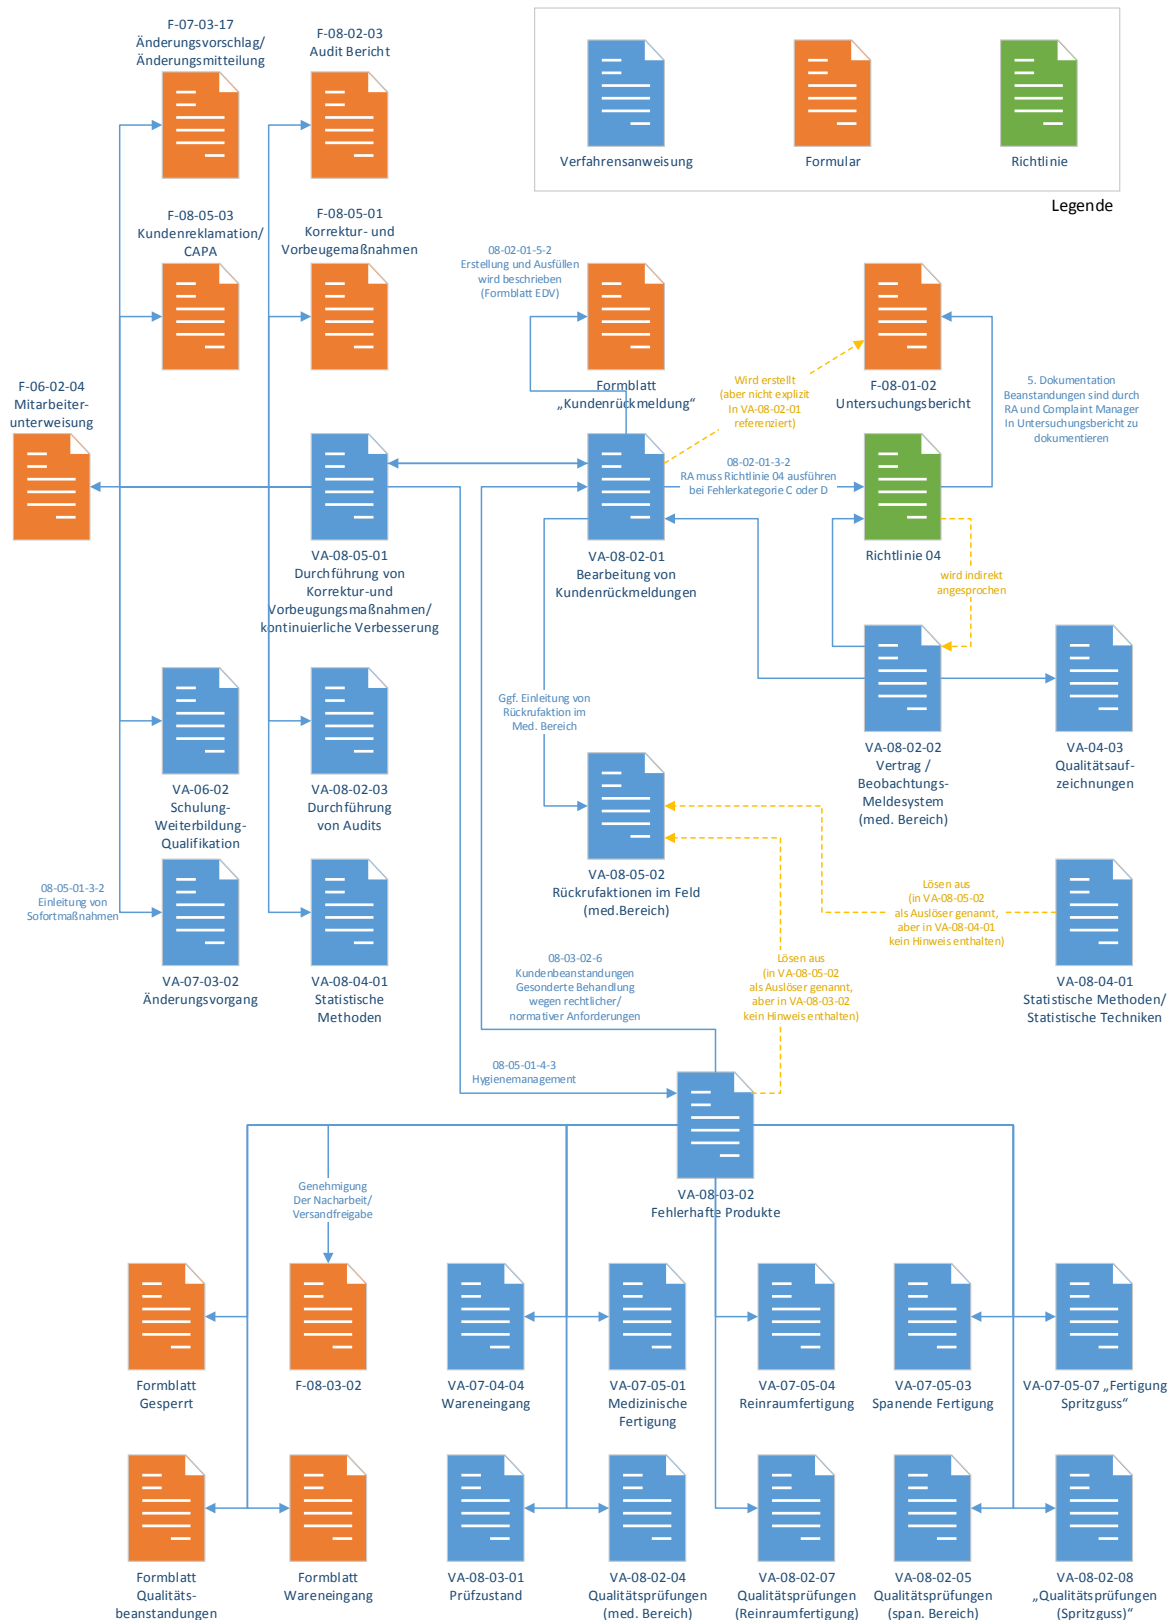 F-07-03-17
Änderungsvorschlag/
Änderungsmitteilung
F-08-02-03
Audit Bericht
Verfahrensanweisung
Formular
Richtlinie
Legende
F-08-05-03
Kundenreklamation/
CAPA
F-08-05-01
Korrektur- und
Vorbeugemaßnahmen
08-02-01-5-2
Erstellung und Ausfüllen
wird beschrieben
(Formblatt EDV)
Formblatt
„Kundenrückmeldung“
Wird erstellt
(aber nicht explizit
In VA-08-02-01
referenziert)
F-08-01-02
Untersuchungsbericht
5. Dokumentation
Beanstandungen sind durch
RA und Complaint Manager
In Untersuchungsbericht zu
dokumentieren
F-06-02-04
Mitarbeiter-
unterweisung
08-02-01-3-2
RA muss Richtlinie 04 ausführen
bei Fehlerkategorie C oder D
VA-08-05-01
Durchführung von
Korrektur-und
Vorbeugungsmaßnahmen/
kontinuierliche Verbesserung
VA-08-02-01
Bearbeitung von
Kundenrückmeldungen
Richtlinie 04
wird indirekt
angesprochen
Ggf. Einleitung von
Rückrufaktion im
Med. Bereich
VA-06-02
Schulung-
Weiterbildung-
Qualifikation
VA-08-02-03
Durchführung
von Audits
VA-08-02-02
Vertrag /
Beobachtungs-
Meldesystem
(med. Bereich)
VA-04-03
Qualitätsauf-
zeichnungen
08-05-01-3-2
Einleitung von
Sofortmaßnahmen
VA-08-05-02
Rückrufaktionen im Feld
(med.Bereich)
Lösen aus
(in VA-08-05-02
als Auslöser genannt,
aber in VA-08-04-01
kein Hinweis enthalten)
VA-07-03-02
Änderungsvorgang
VA-08-04-01
Statistische
Methoden
08-03-02-6
Kundenbeanstandungen
Gesonderte Behandlung
wegen rechtlicher/
normativer Anforderungen
Lösen aus
(in VA-08-05-02
als Auslöser genannt,
aber in VA-08-03-02
kein Hinweis enthalten)
VA-08-04-01
Statistische Methoden/
Statistische Techniken
08-05-01-4-3
Hygienemanagement
VA-08-03-02
Fehlerhafte Produkte
Genehmigung
Der Nacharbeit/
Versandfreigabe
Formblatt
Gesperrt
F-08-03-02
VA-07-04-04
Wareneingang
VA-07-05-01
Medizinische
Fertigung
VA-07-05-04
Reinraumfertigung
VA-07-05-03
Spanende Fertigung
VA-07-05-07 „Fertigung
Spritzguss“
Formblatt
Qualitäts-
beanstandungen
Formblatt
Wareneingang
VA-08-03-01
Prüfzustand
VA-08-02-04
Qualitätsprüfungen
(med. Bereich)
VA-08-02-07
Qualitätsprüfungen
(Reinraumfertigung)
VA-08-02-05
Qualitätsprüfungen
(span. Bereich)
VA-08-02-08
„Qualitätsprüfungen
(Spritzguss)“